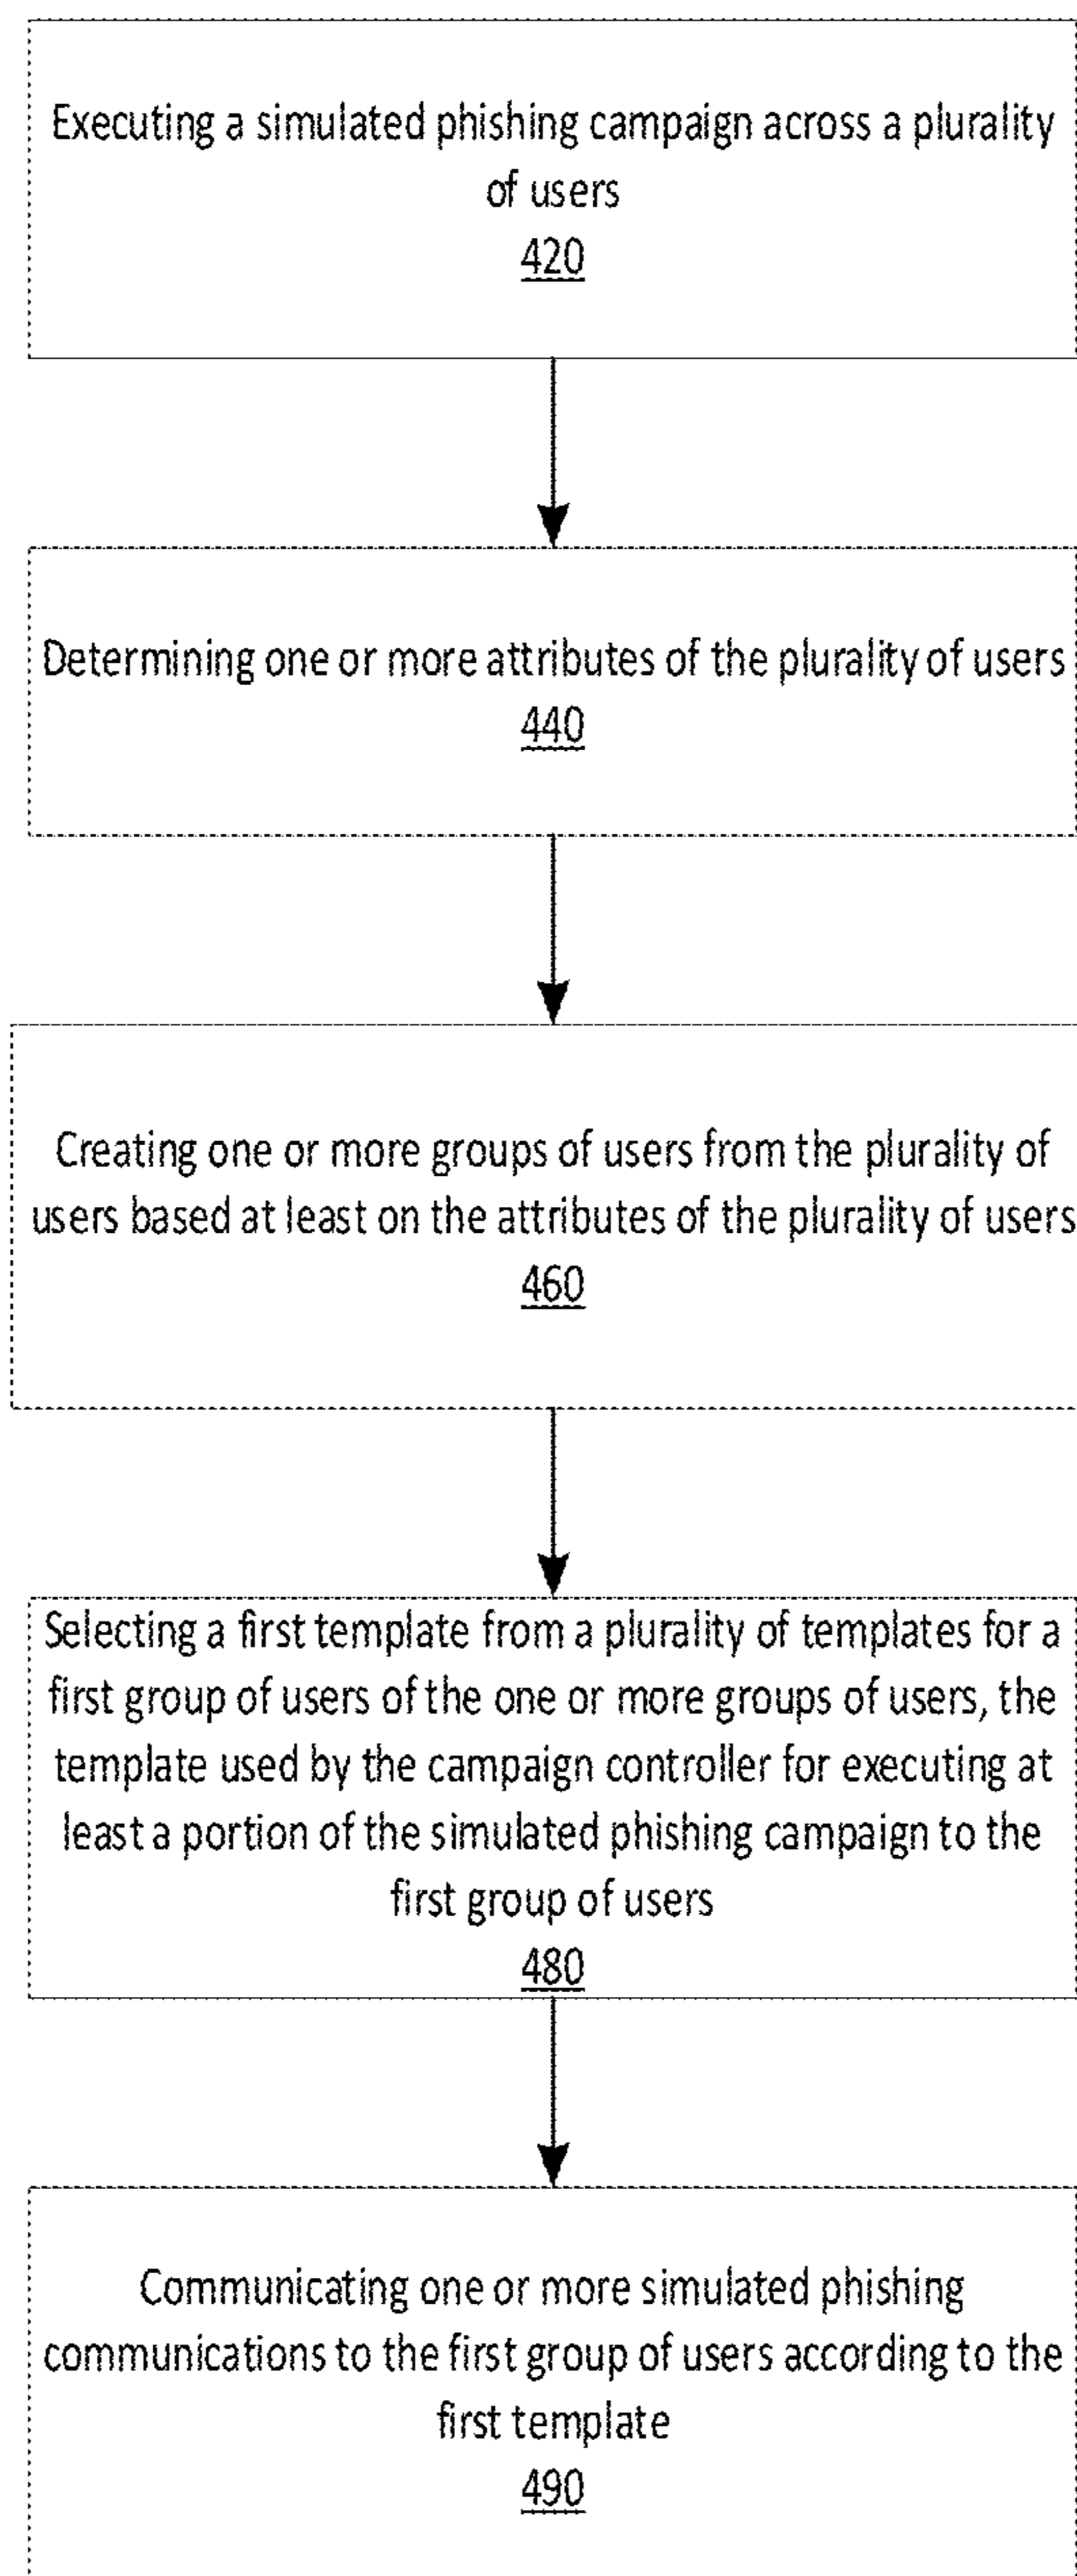 Executing a simulated phishing campaign across a plurality
of users
420
Determining one or more attributes of the plurality of users
440
Creating one or more groups of users from the plurality of
users based at least on the attributes of the plurality of users
460
Selecting a first template from a plurality of templates for a
first group of users of the one or more groups of users, the
template used by the campaign controller for executing at
least a portion of the simulated phishing campaign to the
first group of users
480
Communicating one or more simulated phishing
communications to the first group of users according to the
first template
490